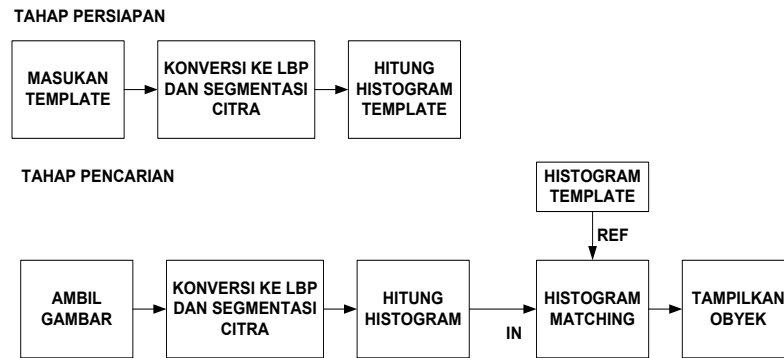 TAHAP PERSIAPAN
MASUKAN
TEMPLATE
KONVERSI KE LBP
DAN SEGMENTASI
CITRA
HITUNG
HISTOGRAM
TEMPLATE
TAHAP PENCARIAN
HISTOGRAM
TEMPLATE
REF
AMBIL
GAMBAR
KONVERSI KE LBP
DAN SEGMENTASI
CITRA
HITUNG
HISTOGRAM
IN
HISTOGRAM
MATCHING
TAMPILKAN
OBYEK